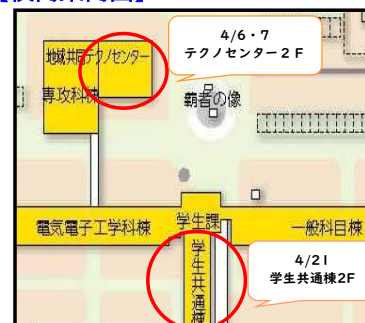 4/6・7
テクノセンター2F
地域共同テクノセンター
専攻科棟
覇者の像
電気電子工学科棟
学生課
一般科目棟
学生共通棟
4/21
学生共通棟2F